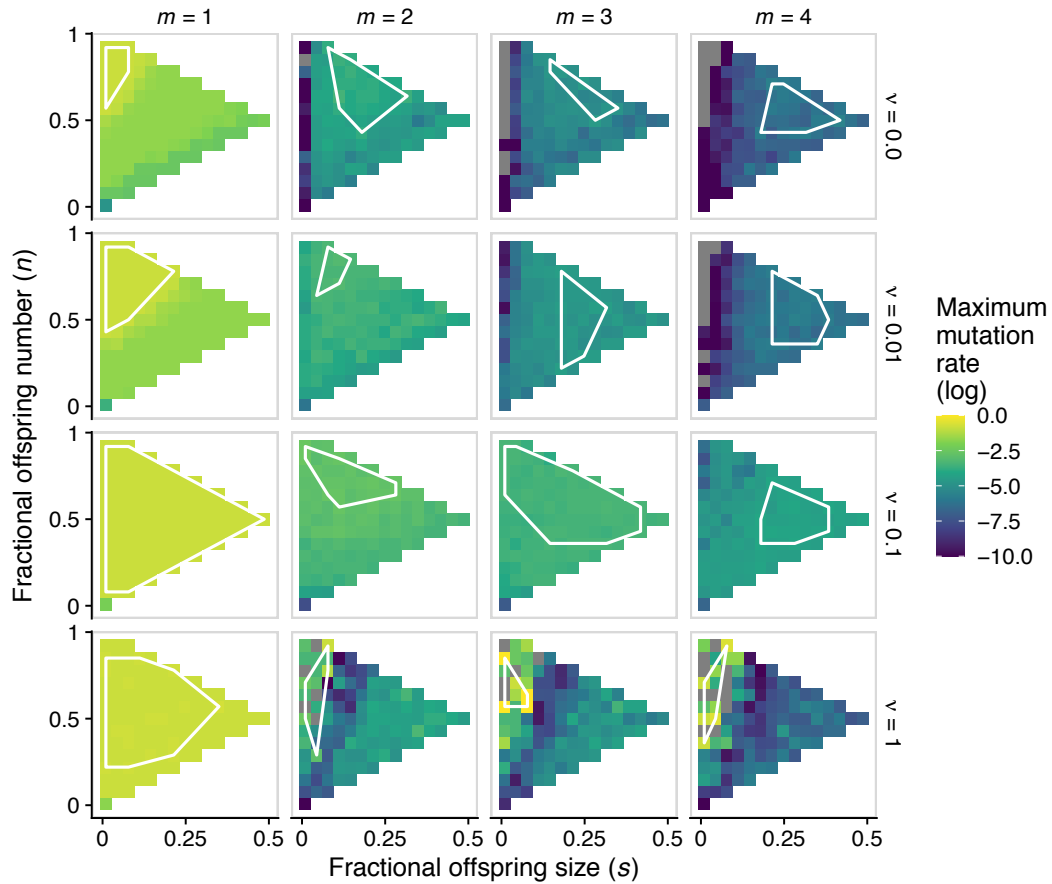 m = 1
m = 2
m = 3
m = 4
Fractional offspring number (n)
1
0.5
0
ν = 0.0
1
0.5
0
ν = 0.01
1
0.5
0
ν = 0.1
1
0.5
0
ν = 1
0 0.25 0.5
0 0.25 0.5
0 0.25 0.5
0 0.25 0.5
Fractional offspring size (s)
Maximum
mutation
rate
(log)
0.0
−2.5
−5.0
−7.5
−10.0